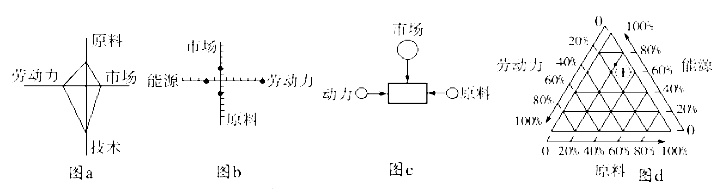 原料
劳动力
市场
技术
图a
市场
能源
劳动力
原料
图b
市场
动力
原料
图c
0
100%
20%
80%
劳动力
40%
60%
能源
60%
40%
80%
20%
100%
0
0 20% 40% 60% 80% 100%
原料
图d